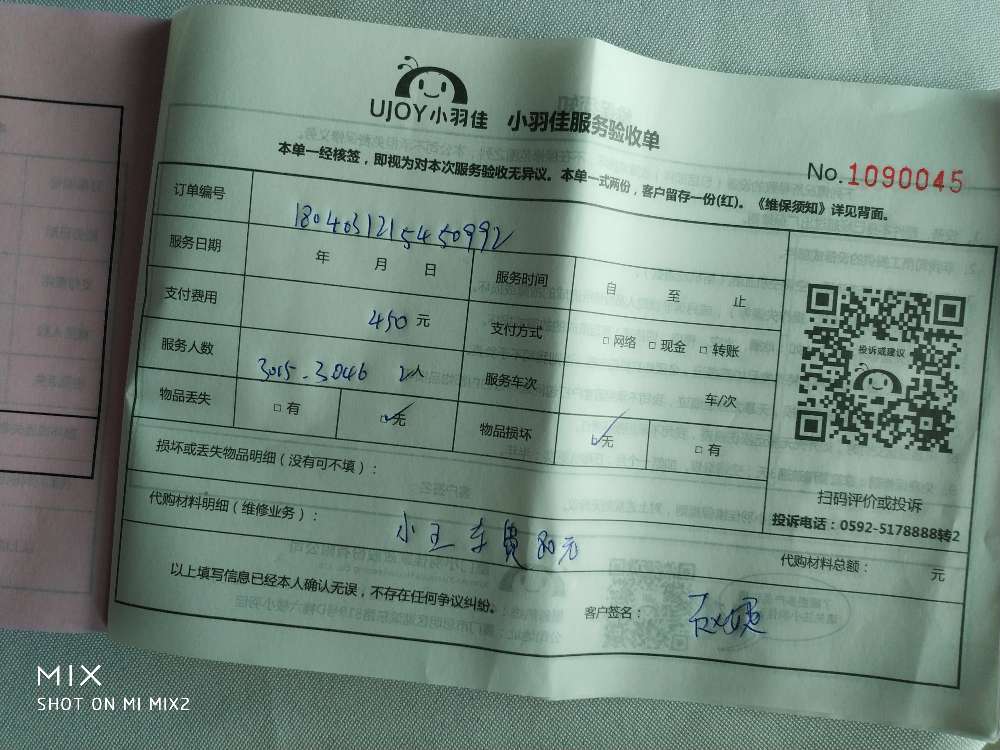 UJOY小羽佳 小羽佳服务验收单
本单一经核签，即视为对本次服务验收无异议。本单一式两份，客户留存一份(红)。《维保须知》详见背面。
No.1090045
订单编号 180403121545099２
服务日期 年 月 日 服务时间 自 至 止
支付费用 450 元 支付方式 □网络 □现金 □转账
服务人数 3015-3046 2人 服务车次 车/次
物品丢失 □有 □无 物品损坏 □无 □有
投诉或建议
扫码评价或投诉
投诉电话：0592-5178888转2
损坏或丢失物品明细（没有可不填）：
代购材料明细（维修业务）： 小王 车费80元
代购材料总额： 元
以上填写信息已经本人确认无误，不存在任何争议纠纷。 客户签名：
MIX
SHOT ON MI MIX2